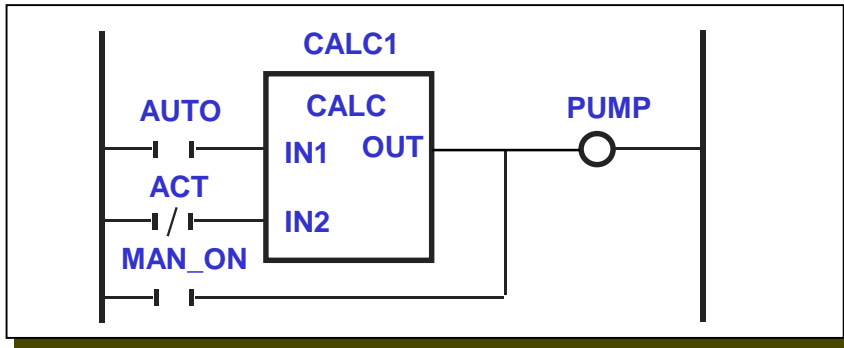 CALC1
AUTO
CALC
PUMP
IN1 OUT
ACT
IN2
MAN_ON